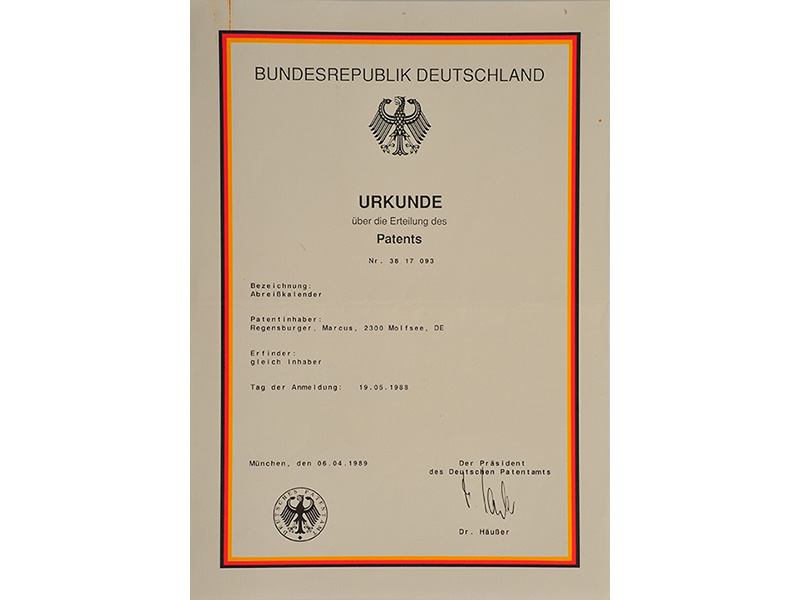 BUNDESREPUBLIK DEUTSCHLAND
URKUNDE
über die Erteilung des
Patents
Nr. 38 17 093
Bezeichnung:
Abreißkalender
Patentinhaber:
Regensburger, Marcus, 2300 Molfsee, DE
Erfinder:
gleich Inhaber
Tag der Anmeldung: 19.05.1988
München, den 06.04.1989
Der Präsident
des Deutschen Patentamts
Dr. Häußer
DEUTSCHES PATENTAMT